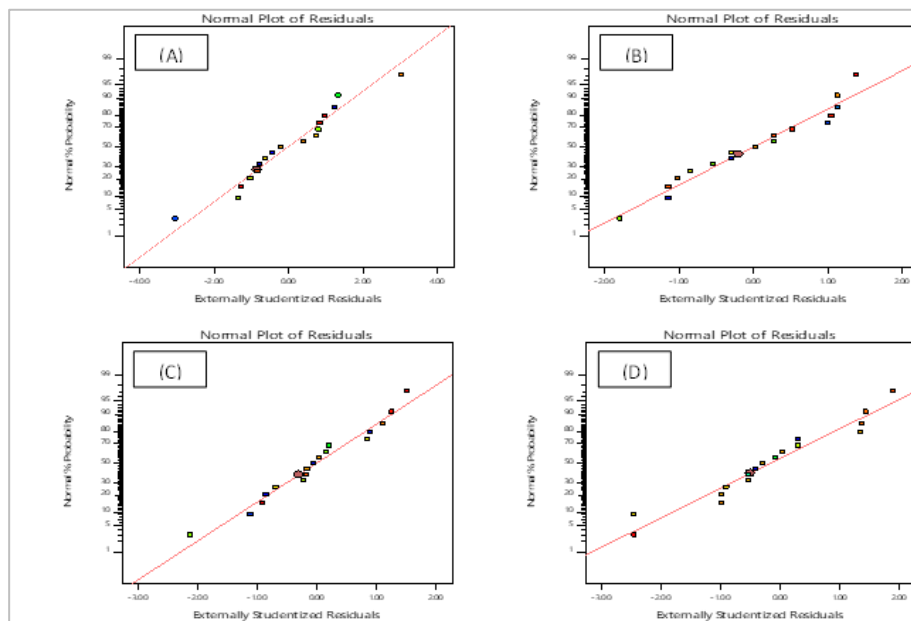 Normal Plot of Residuals
(A)
Normal % Probability
99
95
90
80
70
50
30
20
10
5
1
-4.00 -2.00 0.00 2.00 4.00
Externally Studentized Residuals
Normal Plot of Residuals
(B)
Normal % Probability
99
95
90
80
70
50
30
20
10
5
1
-2.00 -1.00 0.00 1.00 2.00
Externally Studentized Residuals
Normal Plot of Residuals
(C)
Normal % Probability
99
95
90
80
70
50
30
20
10
5
1
-3.00 -2.00 -1.00 0.00 1.00 2.00
Externally Studentized Residuals
Normal Plot of Residuals
(D)
Normal % Probability
99
95
90
80
70
50
30
20
10
5
1
-3.00 -2.00 -1.00 0.00 1.00 2.00
Externally Studentized Residuals